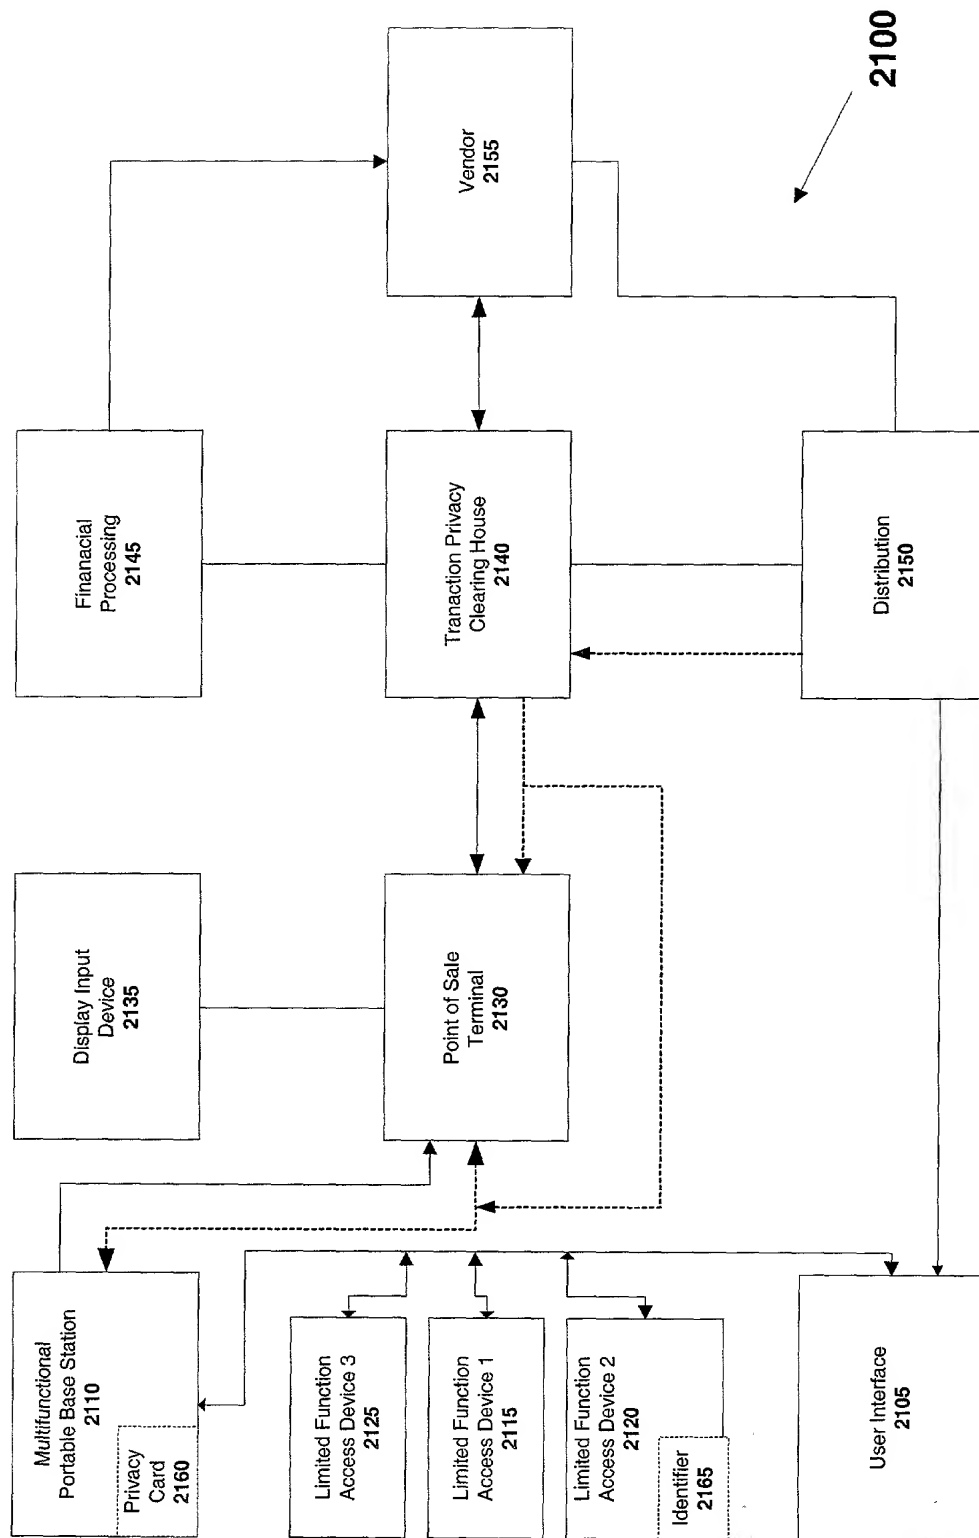 Multifunctional
Portable Base Station
2110
Privacy
Card
2160
Limited Function
Access Device 3
2125
Limited Function
Access Device 1
2115
Limited Function
Access Device 2
2120
Identifier
2165
User Interface
2105
Display Input
Device
2135
Point of Sale
Terminal
2130
Finanacial
Processing
2145
Tranaction Privacy
Clearing House
2140
Distribution
2150
Vendor
2155
2100